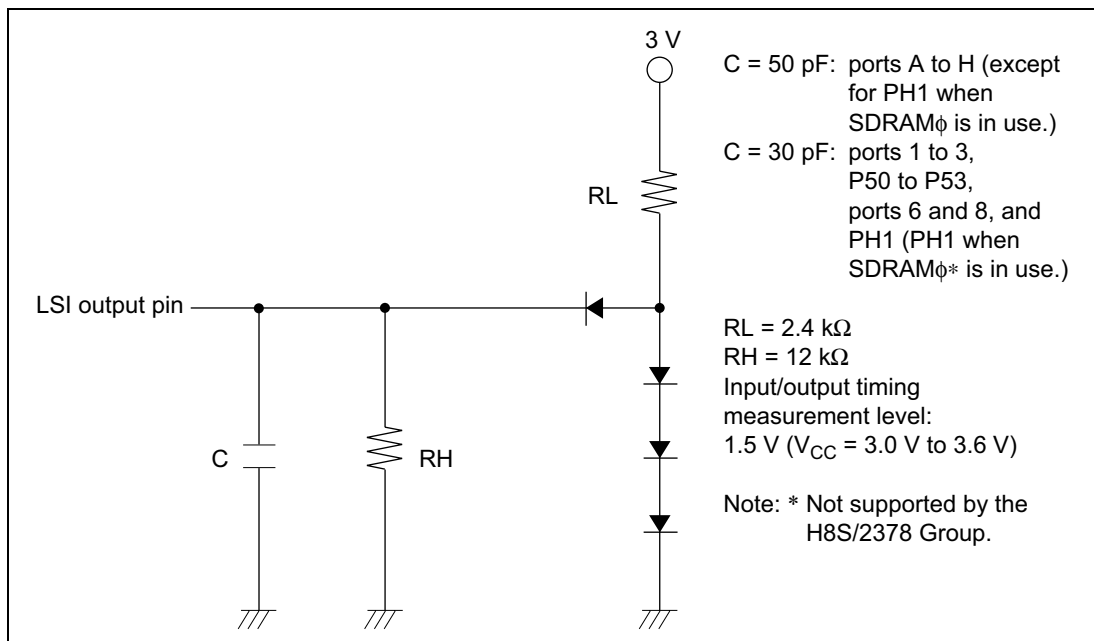 3 V
C = 50 pF: ports A to H (except
for PH1 when
SDRAMϕ is in use.)
C = 30 pF: ports 1 to 3,
P50 to P53,
ports 6 and 8, and
PH1 (PH1 when
SDRAMϕ* is in use.)
RL
LSI output pin
RL = 2.4 kΩ
RH = 12 kΩ
Input/output timing
measurement level:
1.5 V (VCC = 3.0 V to 3.6 V)
C
RH
Note: * Not supported by the
H8S/2378 Group.